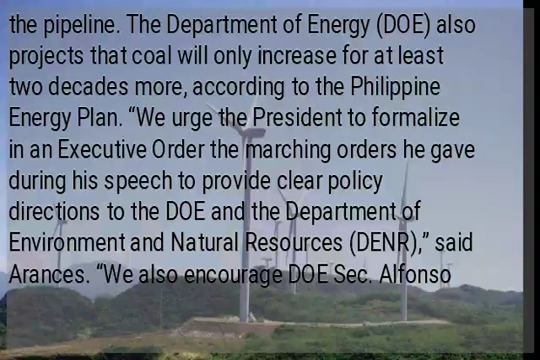 the pipeline. The Department of Energy (DOE) also
projects that coal will only increase for at least
two decades more, according to the Philippine
Energy Plan. “We urge the President to formalize
in an Executive Order the marching orders he gave
during his speech to provide clear policy
directions to the DOE and the Department of
Environment and Natural Resources (DENR),” said
Arances. “We also encourage DOE Sec. Alfonso